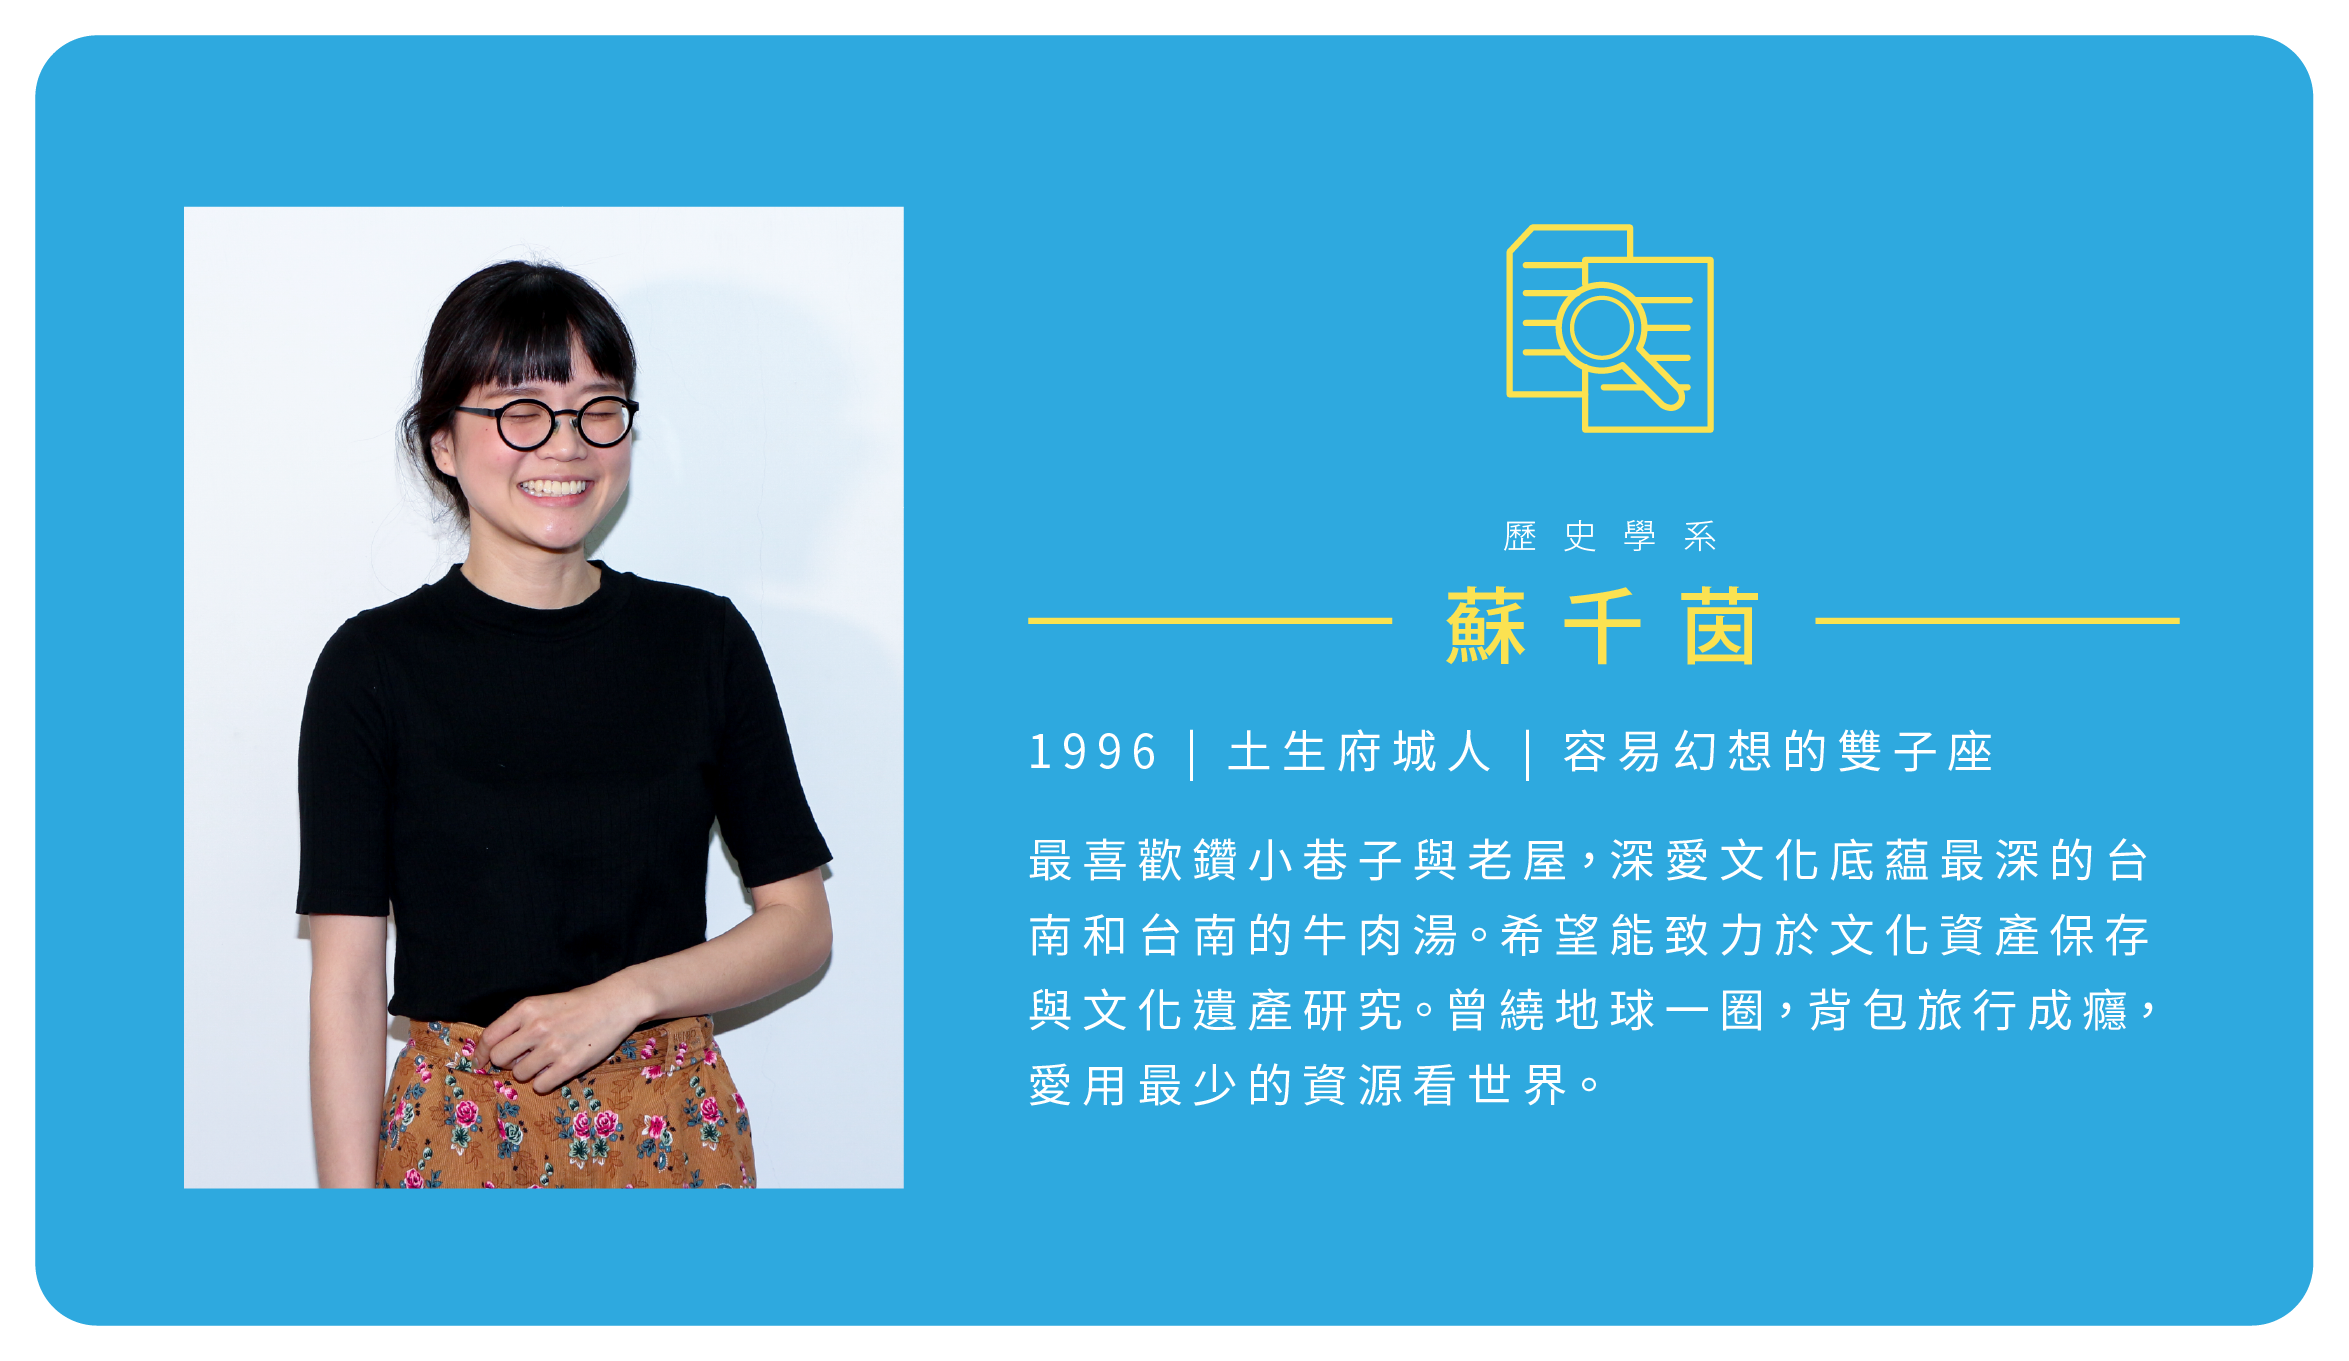 歷史學系
蘇千茵
1996 | 土生府城人 | 容易幻想的雙子座
最喜歡鑽小巷子與老屋，深愛文化底蘊最深的台
南和台南的牛肉湯。希望能致力於文化資產保存
與文化遺產研究。曾繞地球一圈，背包旅行成癮，
愛用最少的資源看世界。